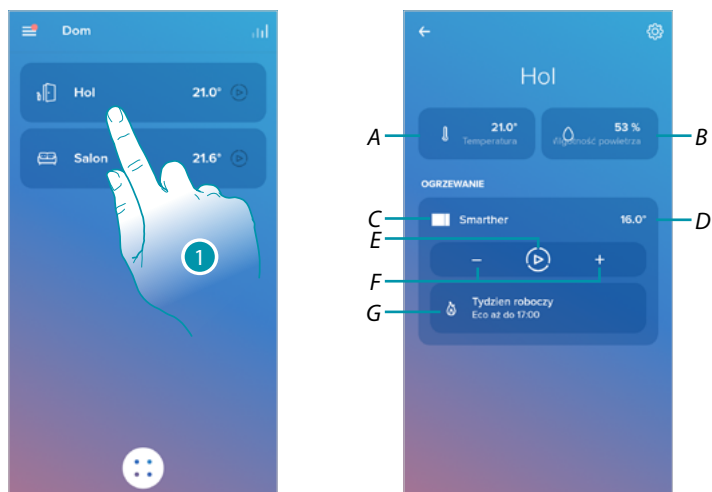 Dom
Hol 21.0°
Salon 21.6°
1
Hol
A 21.0° Temperatura
53 % Wilgotność powietrza B
OGRZEWANIE
C Smarther 16.0° D
E
– +
F
G Tydzien roboczy
Eco aż do 17:00